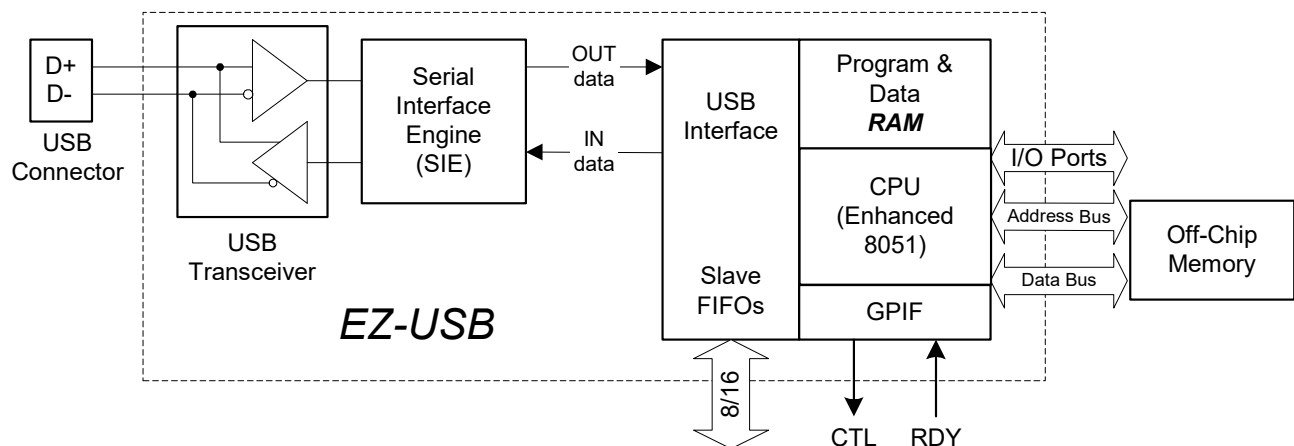 D+
D-
USB
Connector
USB
Transceiver
Serial
Interface
Engine
(SIE)
OUT
data
IN
data
USB
Interface
Slave
FIFOs
Program &
Data
RAM
CPU
(Enhanced
8051)
GPIF
I/O Ports
Address Bus
Data Bus
Off-Chip
Memory
EZ-USB
8/16
CTL
RDY